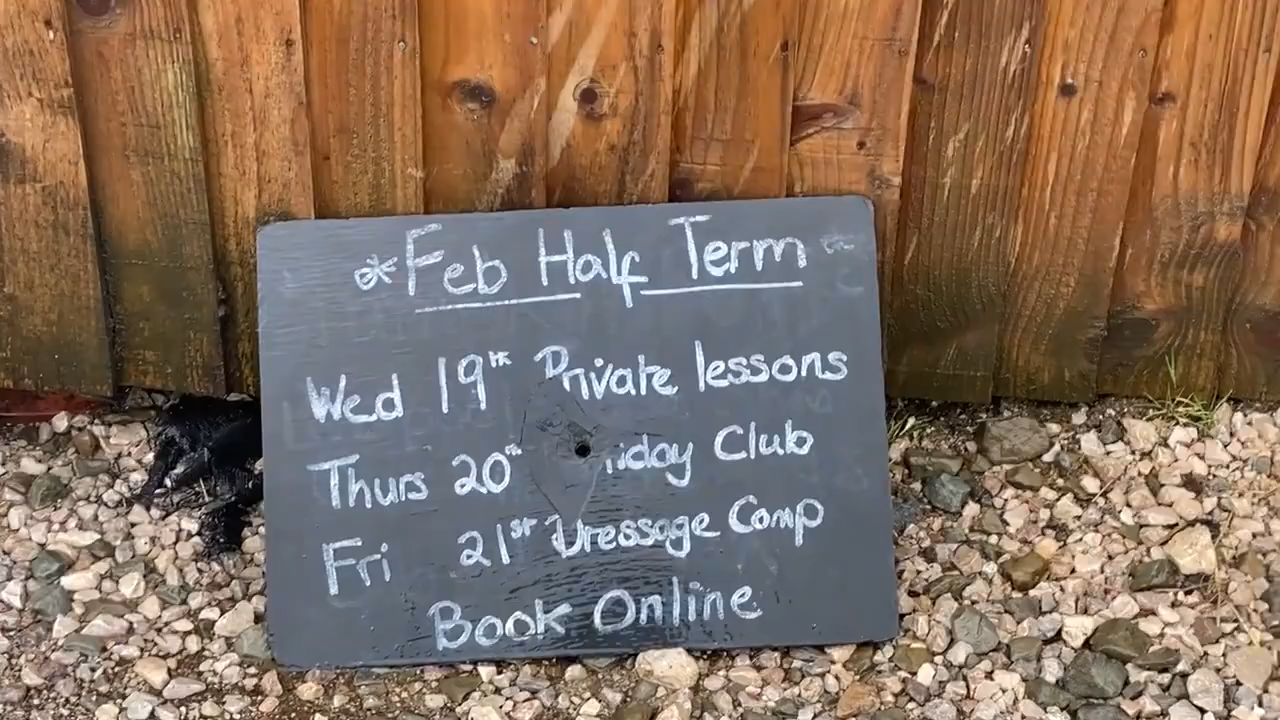 *Feb Half Term
Wed 19th Private lessons
Thurs 20th Club
Fri 21st Dressage Comp
Book Online